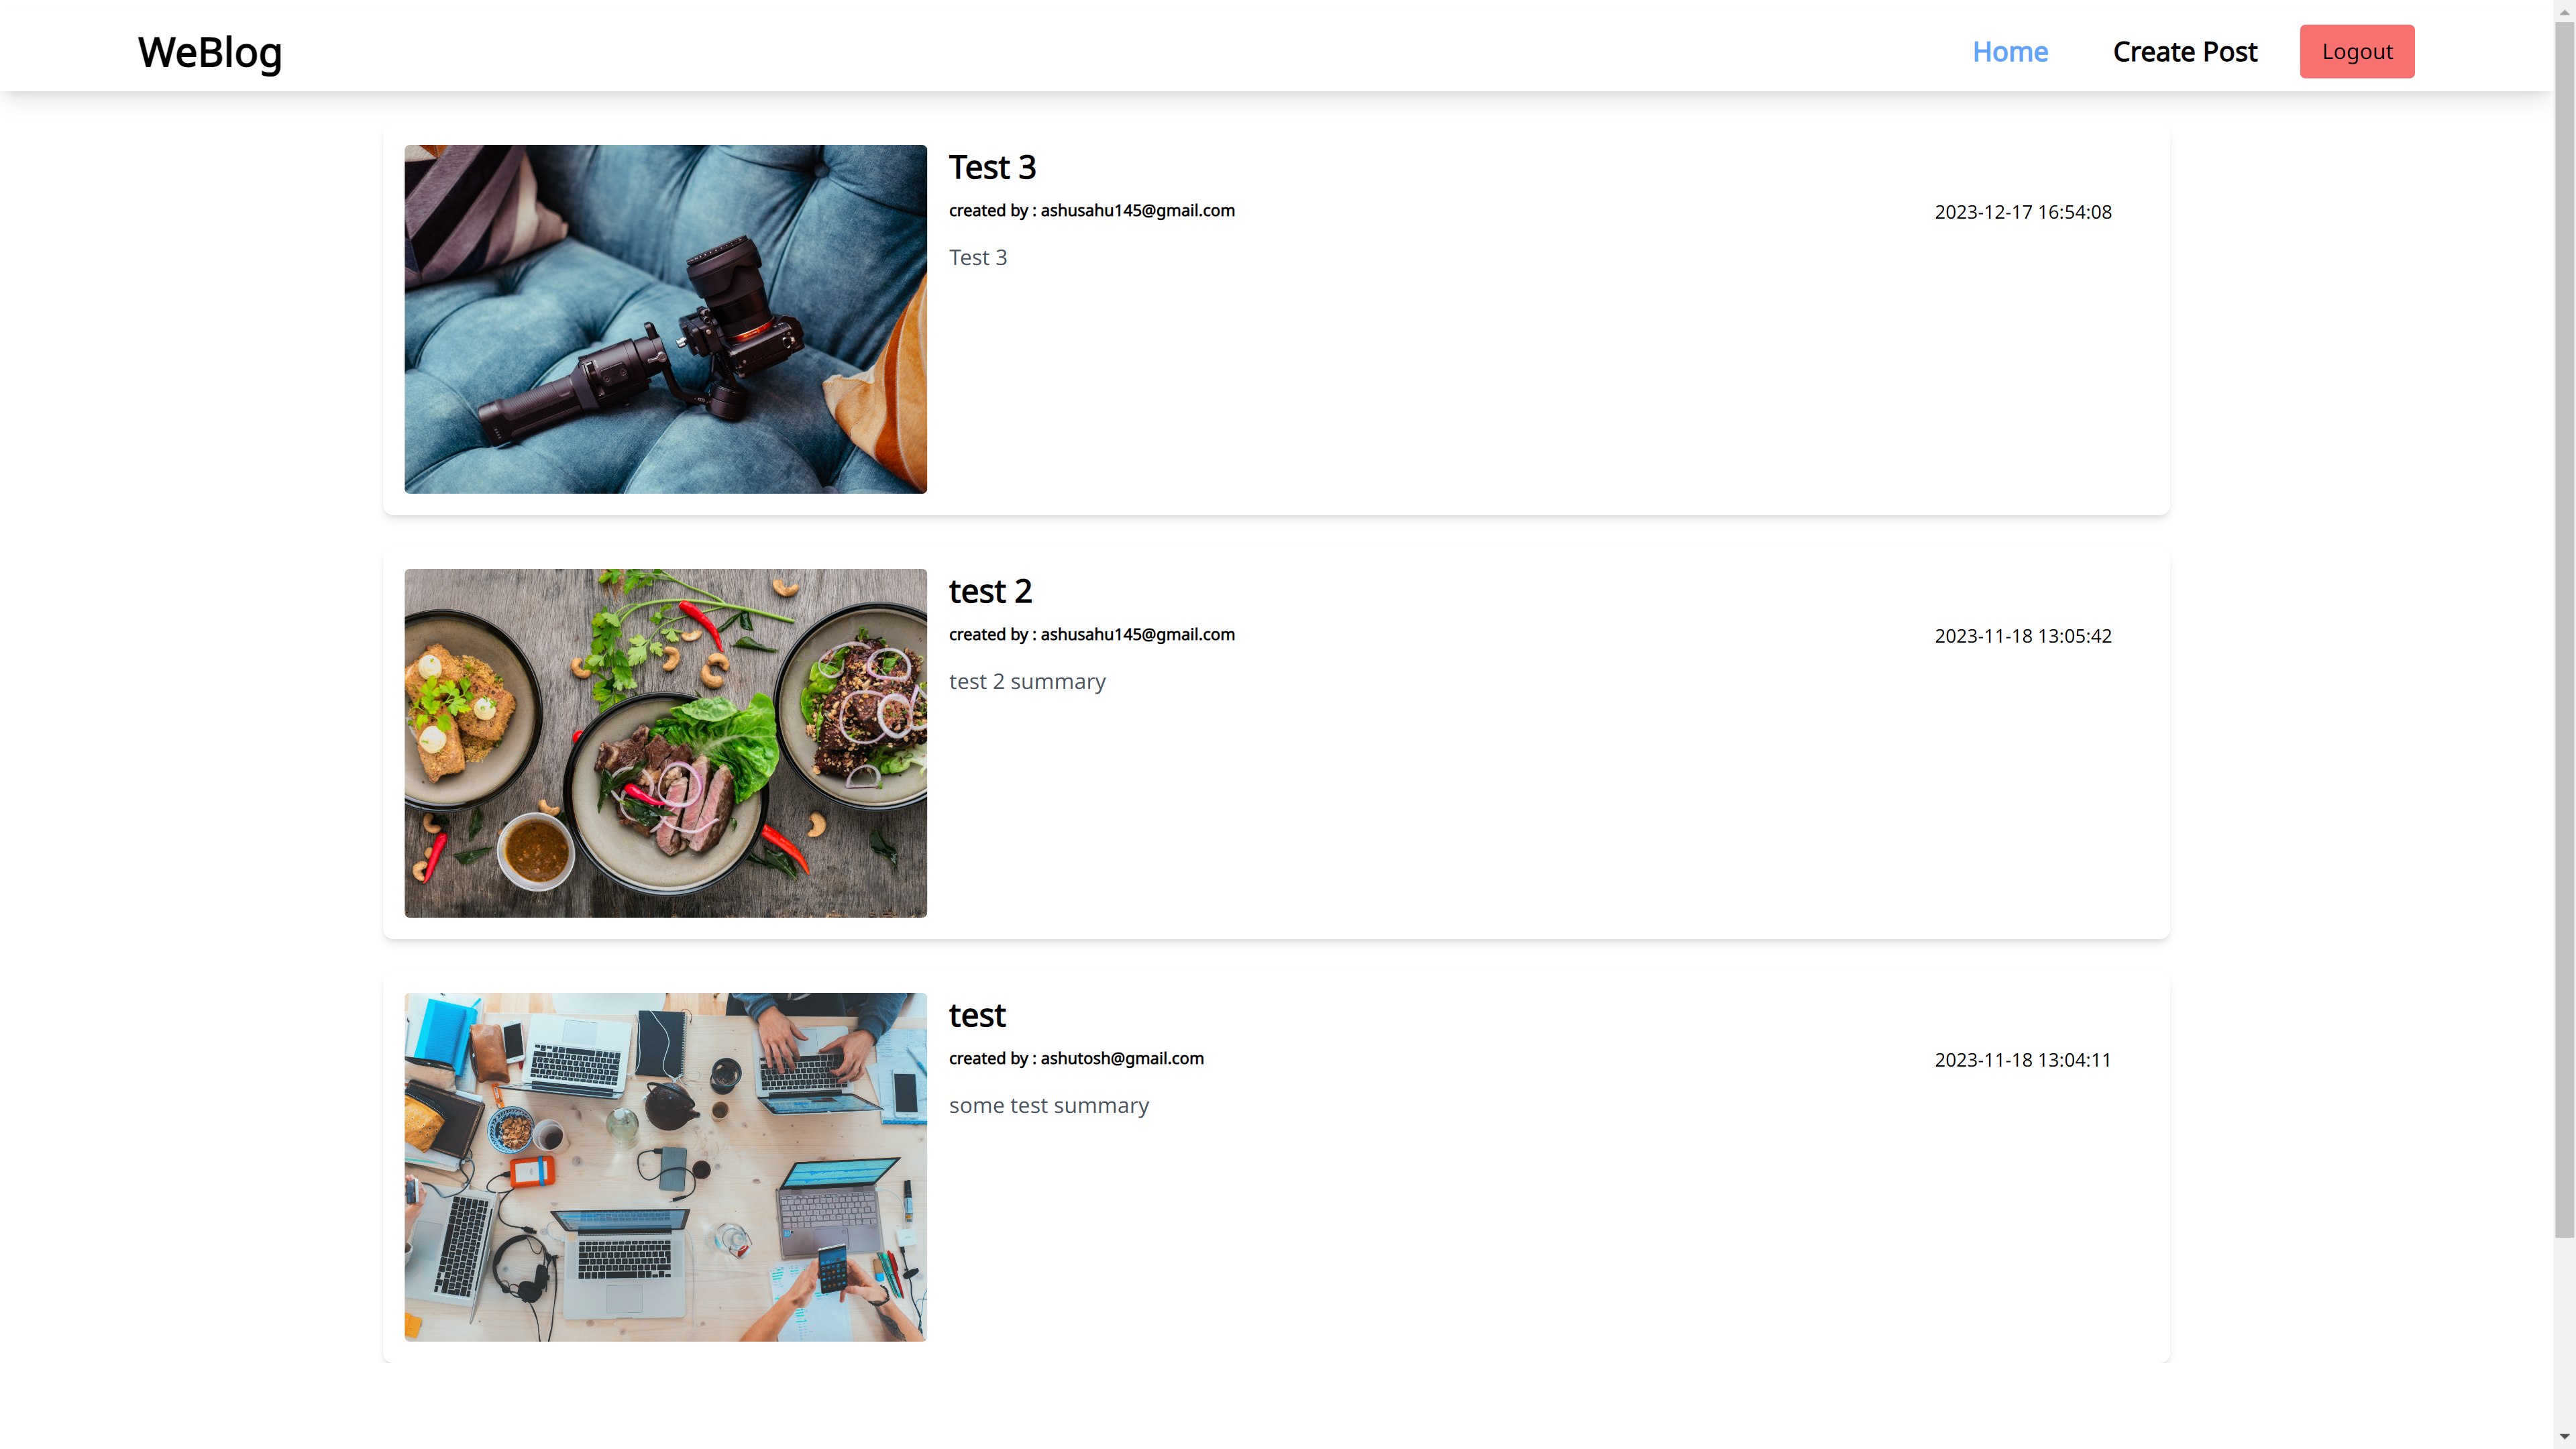 WeBlog
Home
Create Post
Logout
Test 3
created by : ashusahu145@gmail.com
2023-12-17 16:54:08
Test 3
test 2
created by : ashusahu145@gmail.com
2023-11-18 13:05:42
test 2 summary
test
created by : ashutosh@gmail.com
2023-11-18 13:04:11
some test summary